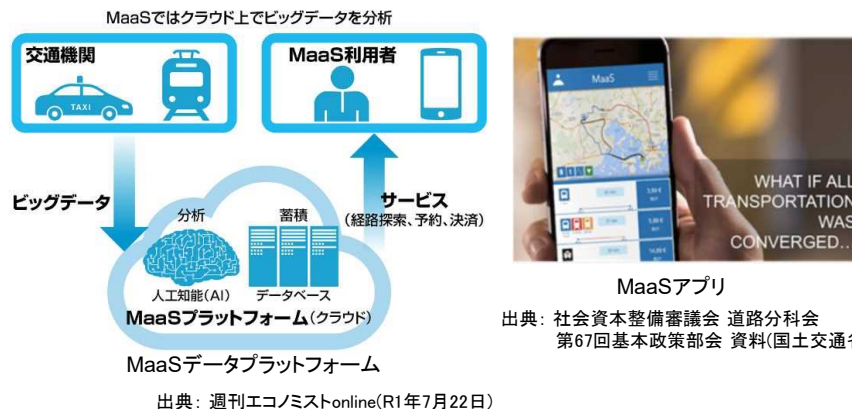 MaaSではクラウド上でビッグデータを分析
交通機関
TAXI
MaaS利用者
ビッグデータ
サービス
(経路探索、予約、決済)
分析
蓄積
人工知能(AI)
データベース
MaaSプラットフォーム(クラウド)
MaaSデータプラットフォーム
出典: 週刊エコノミストonline(R1年7月22日)
MaaS
WHAT IF ALL
TRANSPORTATION
WAS
CONVERGED…
MaaSアプリ
出典: 社会資本整備審議会 道路分科会
第67回基本政策部会 資料(国土交通省